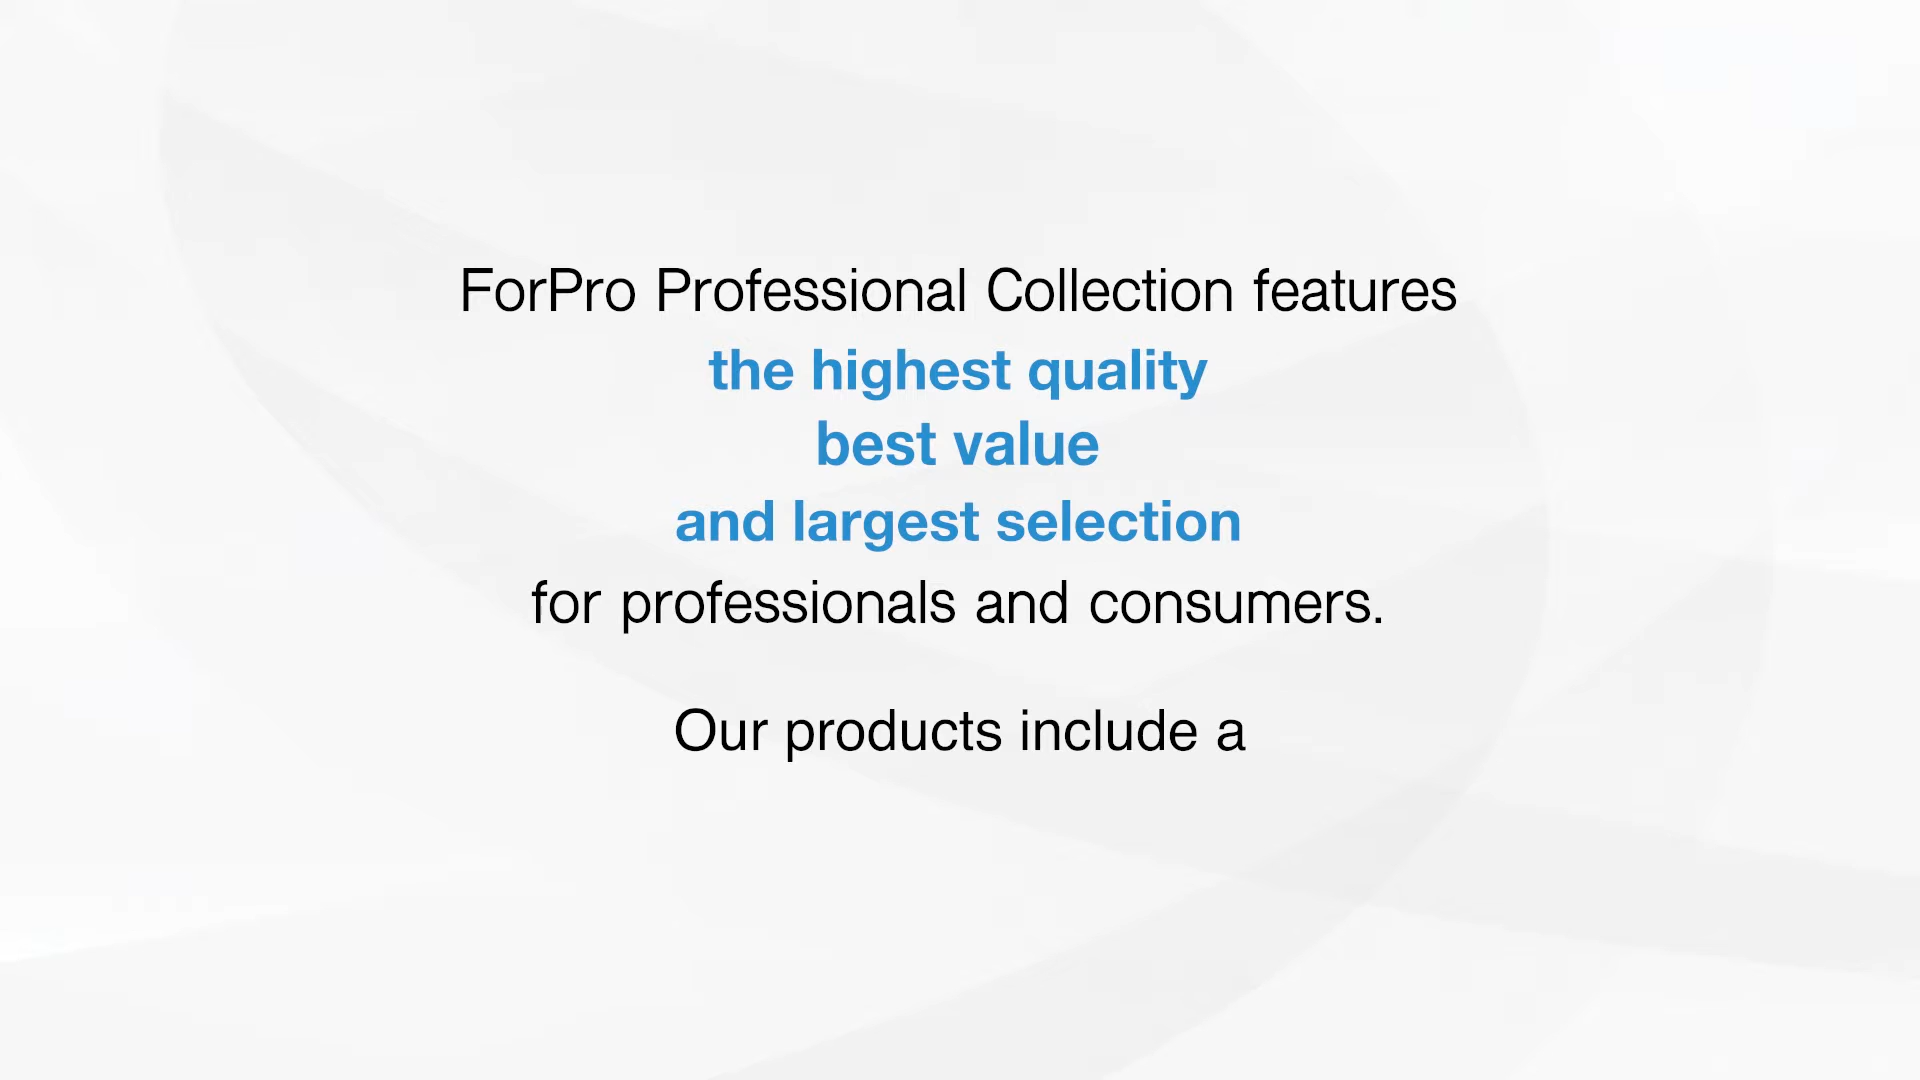 ForPro Professional Collection features
the highest quality
best value
and largest selection
for professionals and consumers.
Our products include a